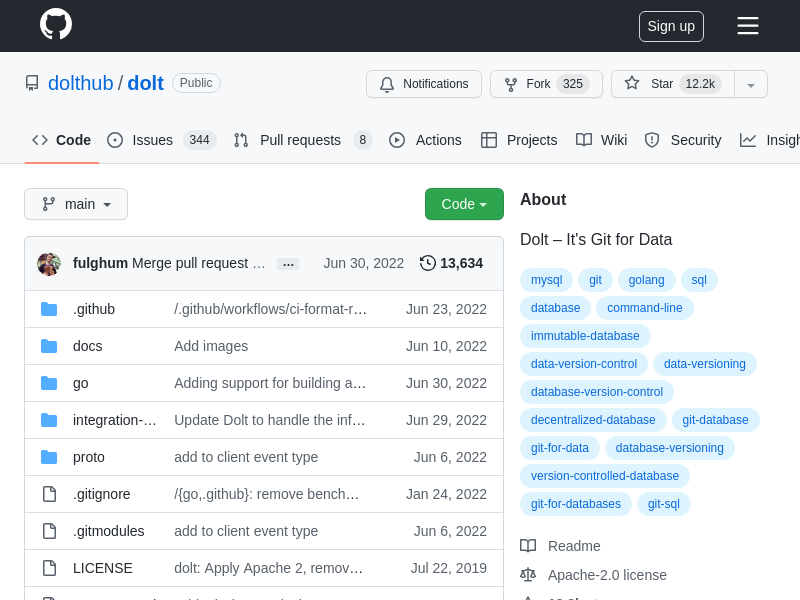 Sign up
dolthub / dolt Public
Notifications Fork 325 Star 12.2k
Code Issues 344 Pull requests 8 Actions Projects Wiki Security Insigh
main Code
fulghum Merge pull request … ... Jun 30, 2022 13,634
.github /.github/workflows/ci-format-r… Jun 23, 2022
docs Add images Jun 10, 2022
go Adding support for building a… Jun 30, 2022
integration-… Update Dolt to handle the inf… Jun 29, 2022
proto add to client event type Jun 6, 2022
.gitignore /{go,.github}: remove bench… Jan 24, 2022
.gitmodules add to client event type Jun 6, 2022
LICENSE dolt: Apply Apache 2, remov… Jul 22, 2019
About
Dolt – It's Git for Data
mysql git golang sql
database command-line
immutable-database
data-version-control data-versioning
database-version-control
decentralized-database git-database
git-for-data database-versioning
version-controlled-database
git-for-databases git-sql
Readme
Apache-2.0 license